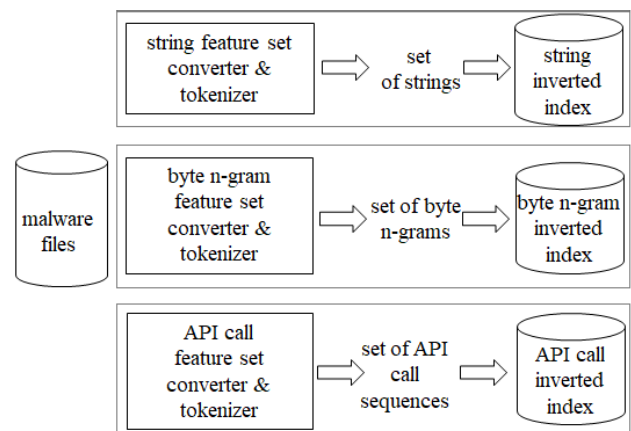 string feature set
converter &
tokenizer
set
of strings
string
inverted
index
malware
files
byte n-gram
feature set
converter &
tokenizer
set of byte
n-grams
byte n-gram
inverted
index
API call
feature set
converter &
tokenizer
set of API
call
sequences
API call
inverted
index